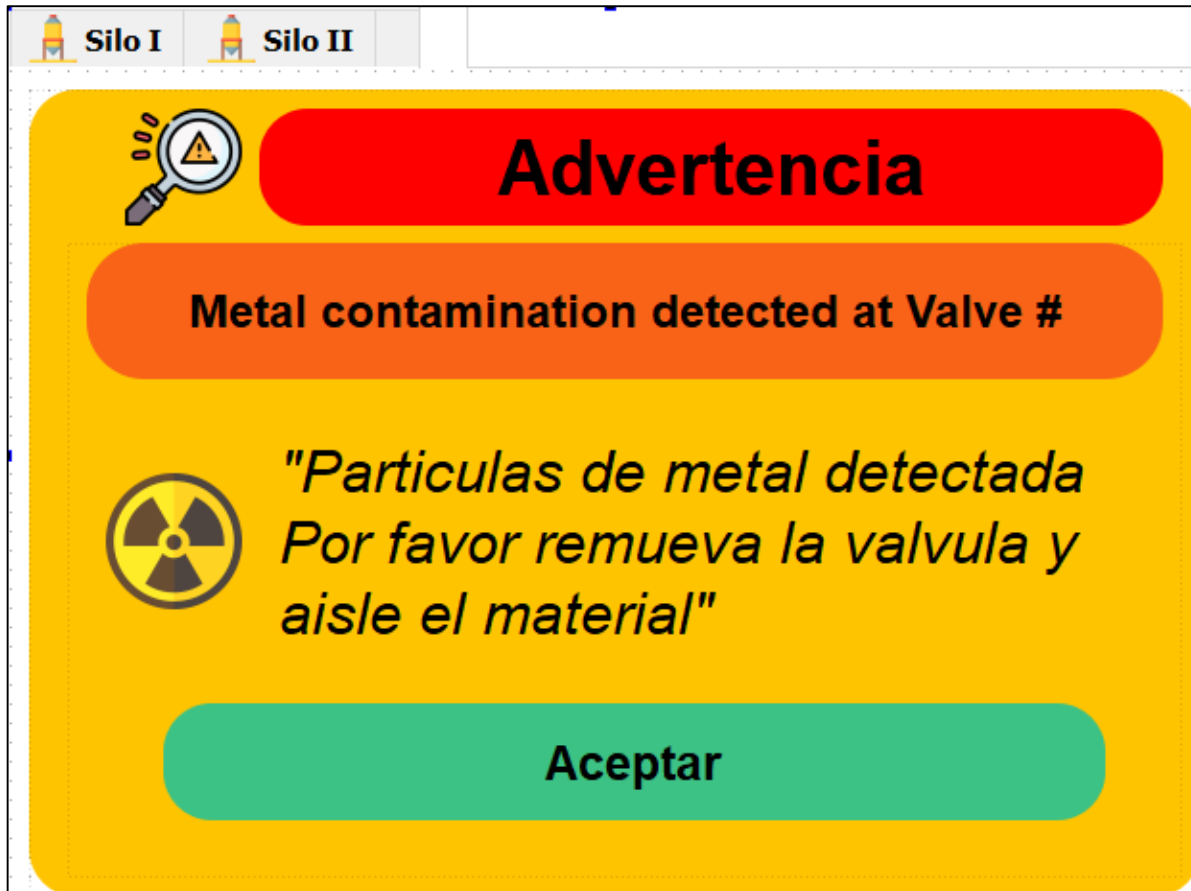 Silo I Silo II
Advertencia
Metal contamination detected at Valve #
"Particulas de metal detectada
Por favor remueva la valvula y
aisle el material"
Aceptar